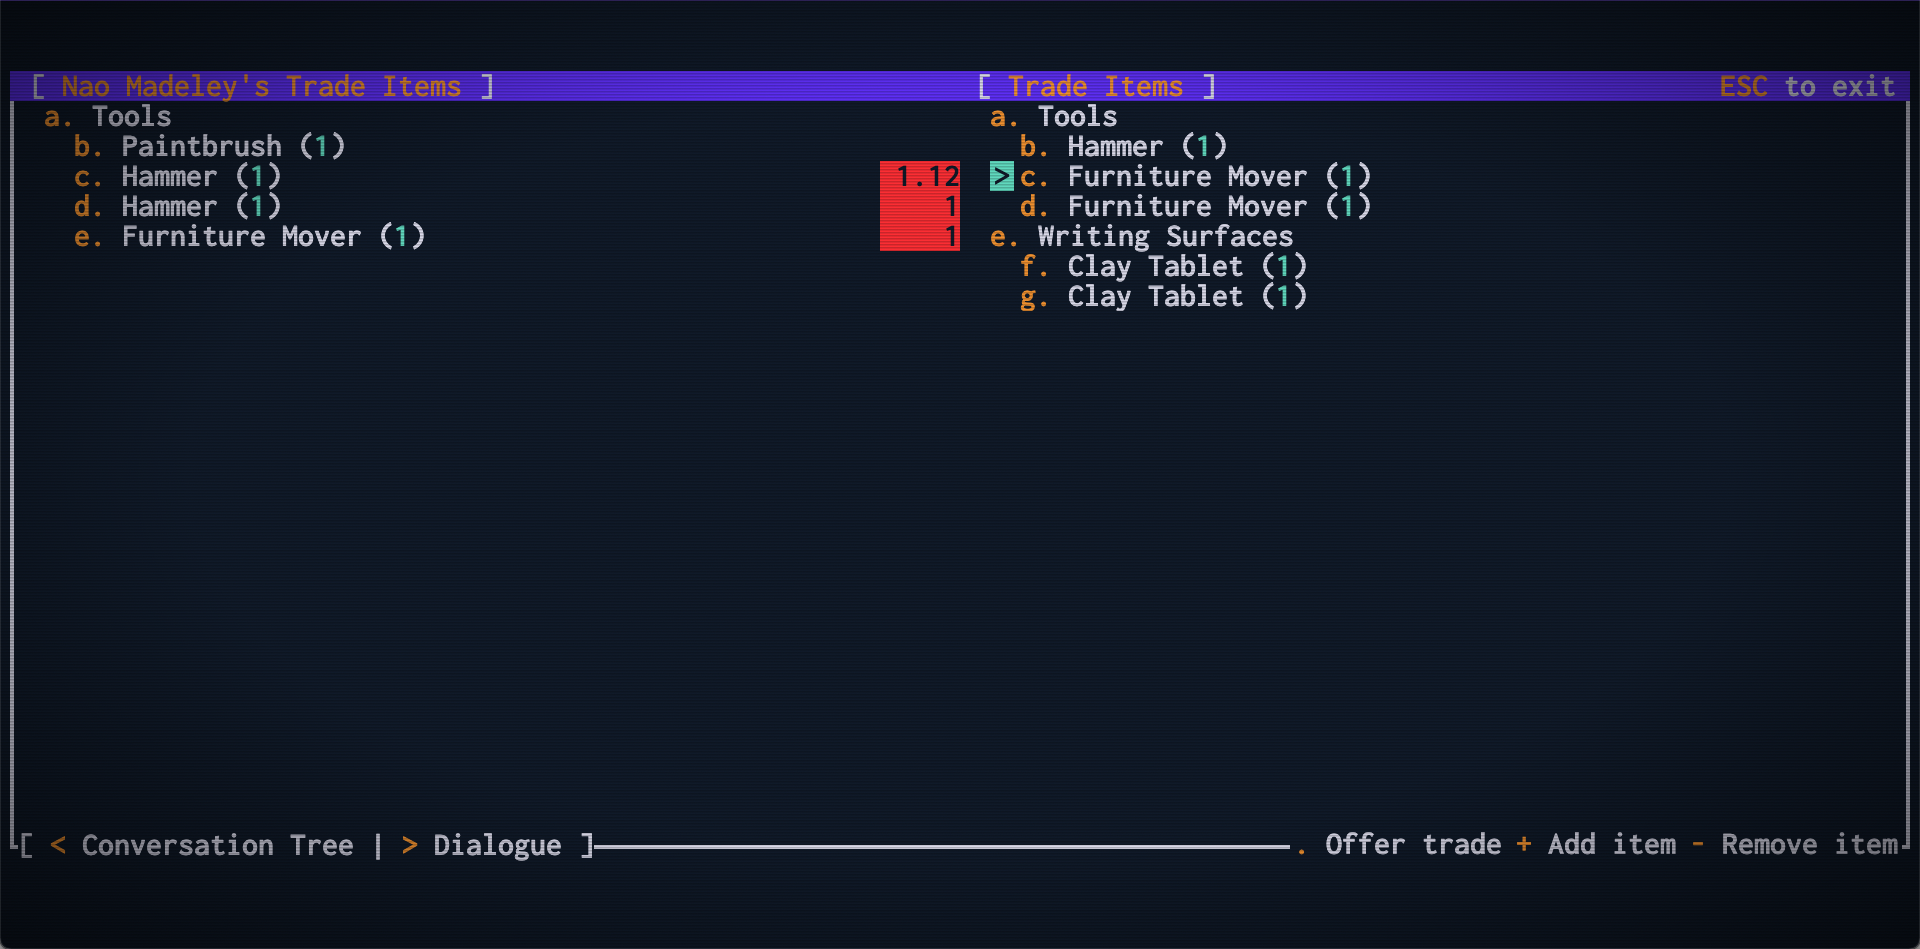 [ Nao Madeley's Trade Items ] [ Trade Items ] ESC to exit
a. Tools
b. Paintbrush (1)
c. Hammer (1)
d. Hammer (1)
e. Furniture Mover (1)
1.12
1
1
a. Tools
b. Hammer (1)
> c. Furniture Mover (1)
d. Furniture Mover (1)
e. Writing Surfaces
f. Clay Tablet (1)
g. Clay Tablet (1)
[ < Conversation Tree | > Dialogue ] . Offer trade + Add item - Remove item